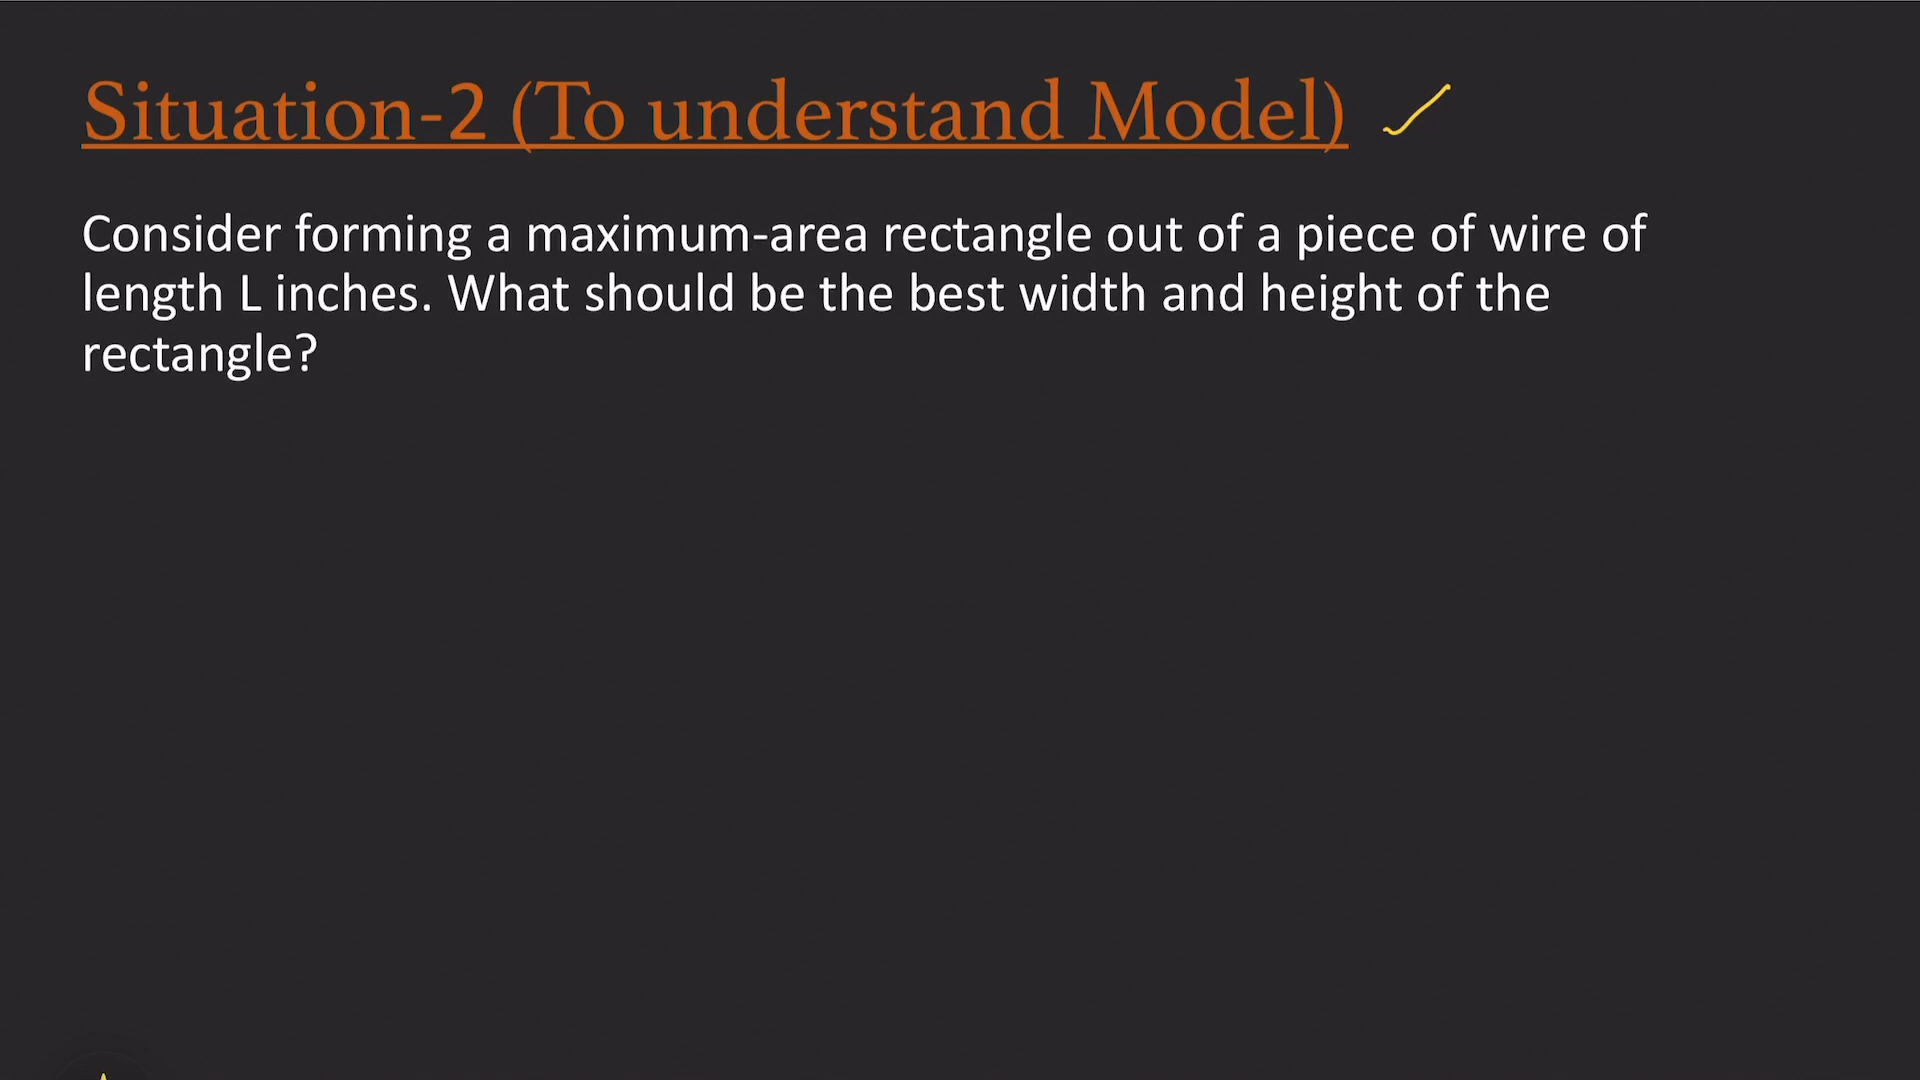 Situation-2 (To understand Model)
Consider forming a maximum-area rectangle out of a piece of wire of
length L inches. What should be the best width and height of the
rectangle?